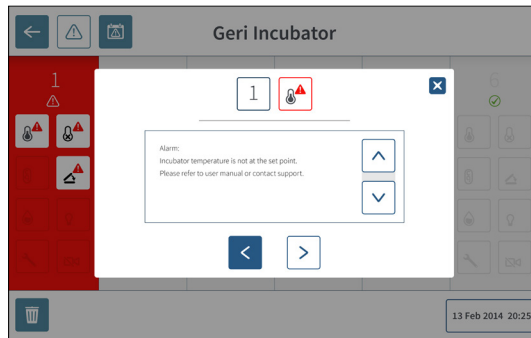 Geri Incubator
1
6
1
Alarm:
Incubator temperature is not at the set point.
Please refer to user manual or contact support.
13 Feb 2014 20:25